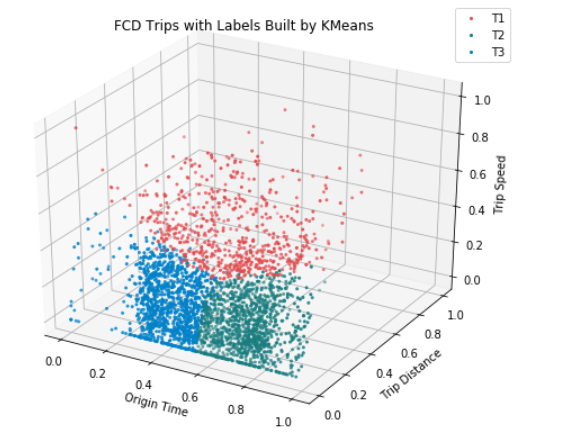 FCD Trips with Labels Built by KMeans
T1
T2
T3
1.0
0.8
0.6
0.4
0.2
0.0
Trip Speed
0.0
0.2
0.4
0.6
0.8
1.0
Origin Time
0.0
0.2
0.4
0.6
0.8
1.0
Trip Distance